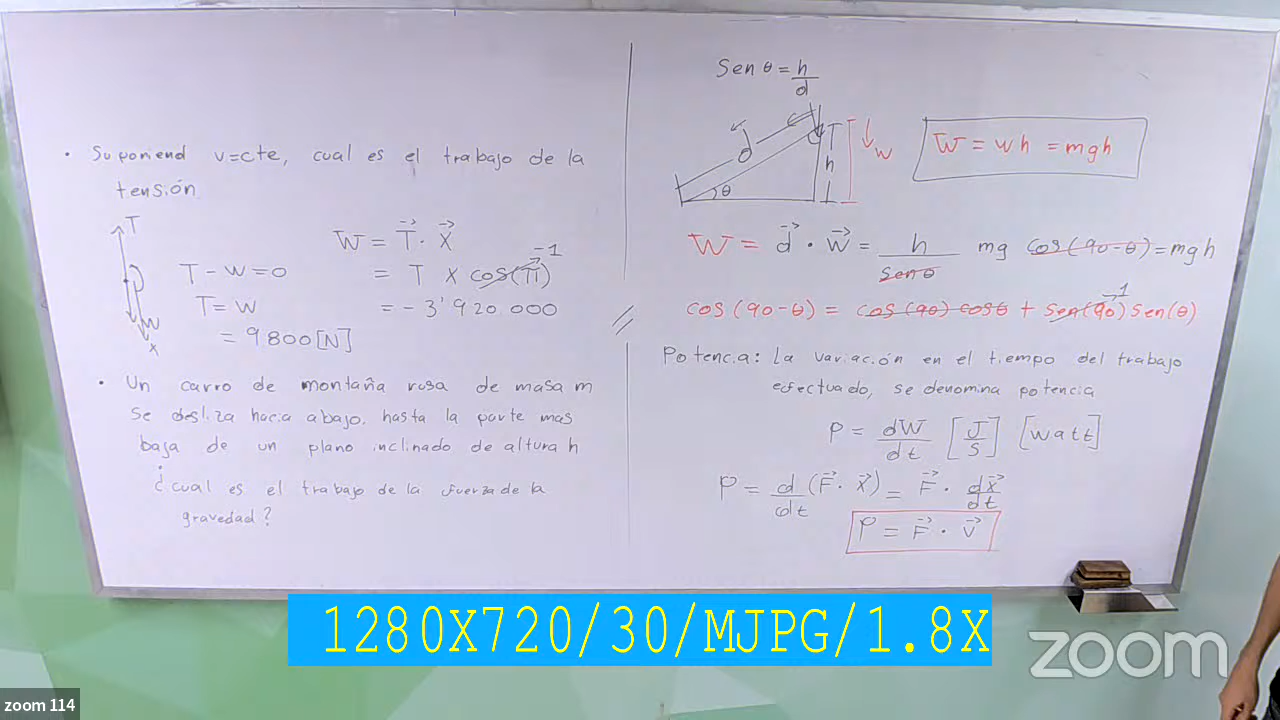 • Suponiend v=cte, cual es el trabajo de la
tensión
T
T - w = 0
T = w
= 9800[N]
w
x
W = T⃗ · x⃗
= T x cos(π) -1
= - 3'920 000
• Un carro de montaña rusa de masa m
se desliza hacia abajo, hasta la parte mas
baja de un plano inclinado de altura h
¿cual es el trabajo de la fuerza de la
gravedad?
Sen θ = h/d
d
θ
h
w
W = wh = mgh
W = d⃗ · w⃗ = h/sen θ mg cos(90-θ) = mgh
cos(90-θ) = cos(90) cosθ + sen(90) 1 sen(θ)
Potencia: La variación en el tiempo del trabajo
efectuado, se denomina potencia
P = dW/dt [J/s] [watt]
P = d/dt (F⃗ · x⃗) = F⃗ · dx⃗/dt
P = F⃗ · v⃗
1280X720/30/MJPG/1.8X
zoom
zoom 114